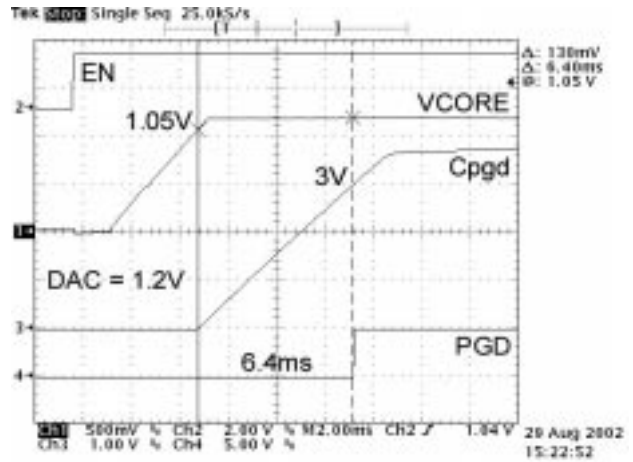 Tek Stop Single Seq 25.0kS/s
Δ: 130mV
Δ: 6.40ms
@: 1.05 V
EN
2
VCORE
1.05V
3V
Cpgd
1
DAC = 1.2V
3
PGD
6.4ms
4
Ch1 500mV Ch2 2.00 V M2.00ms Ch2 1.04 V
Ch3 1.00 V Ch4 5.00 V
29 Aug 2002
15:22:52